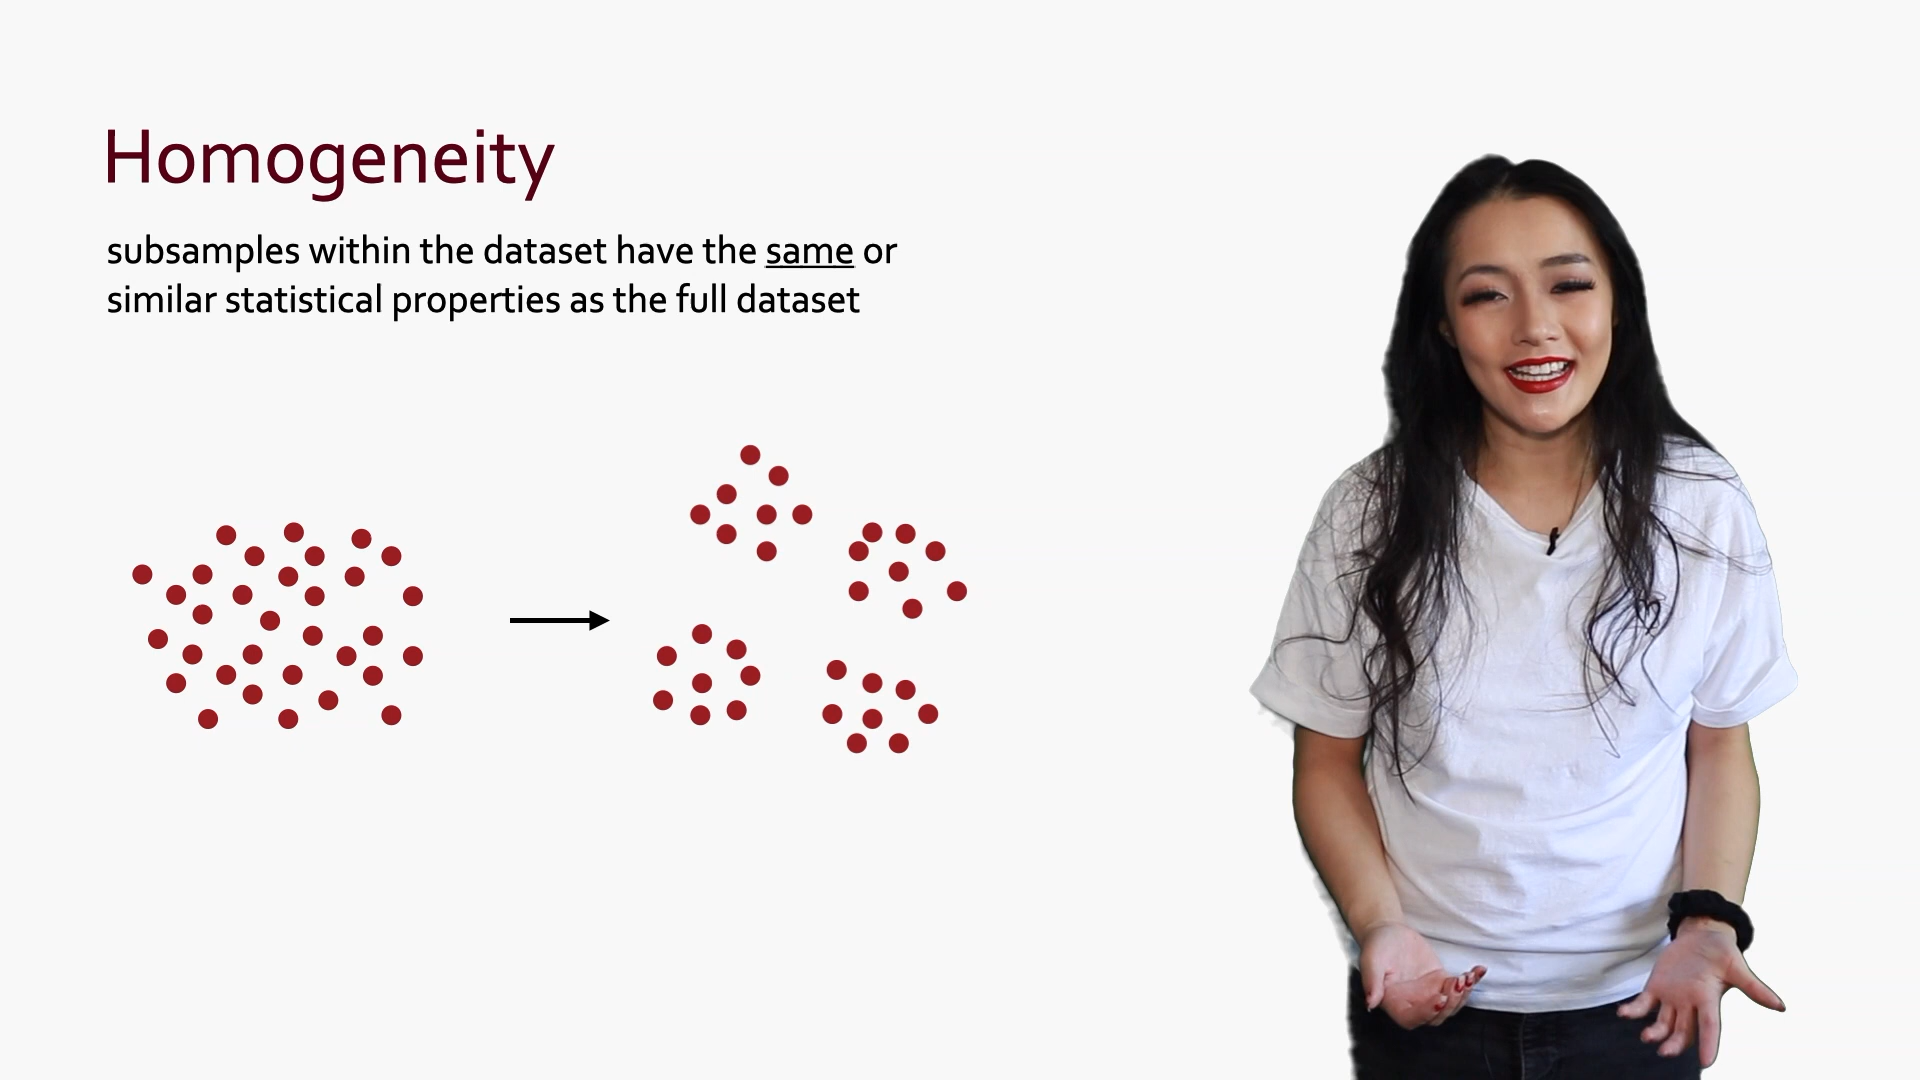 Homogeneity
subsamples within the dataset have the same or
similar statistical properties as the full dataset